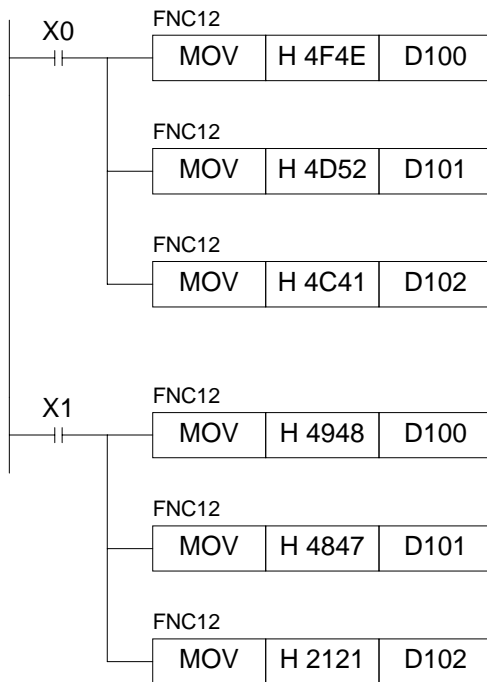 FNC12
X0
MOV H 4F4E D100
FNC12
MOV H 4D52 D101
FNC12
MOV H 4C41 D102
FNC12
X1
MOV H 4948 D100
FNC12
MOV H 4847 D101
FNC12
MOV H 2121 D102